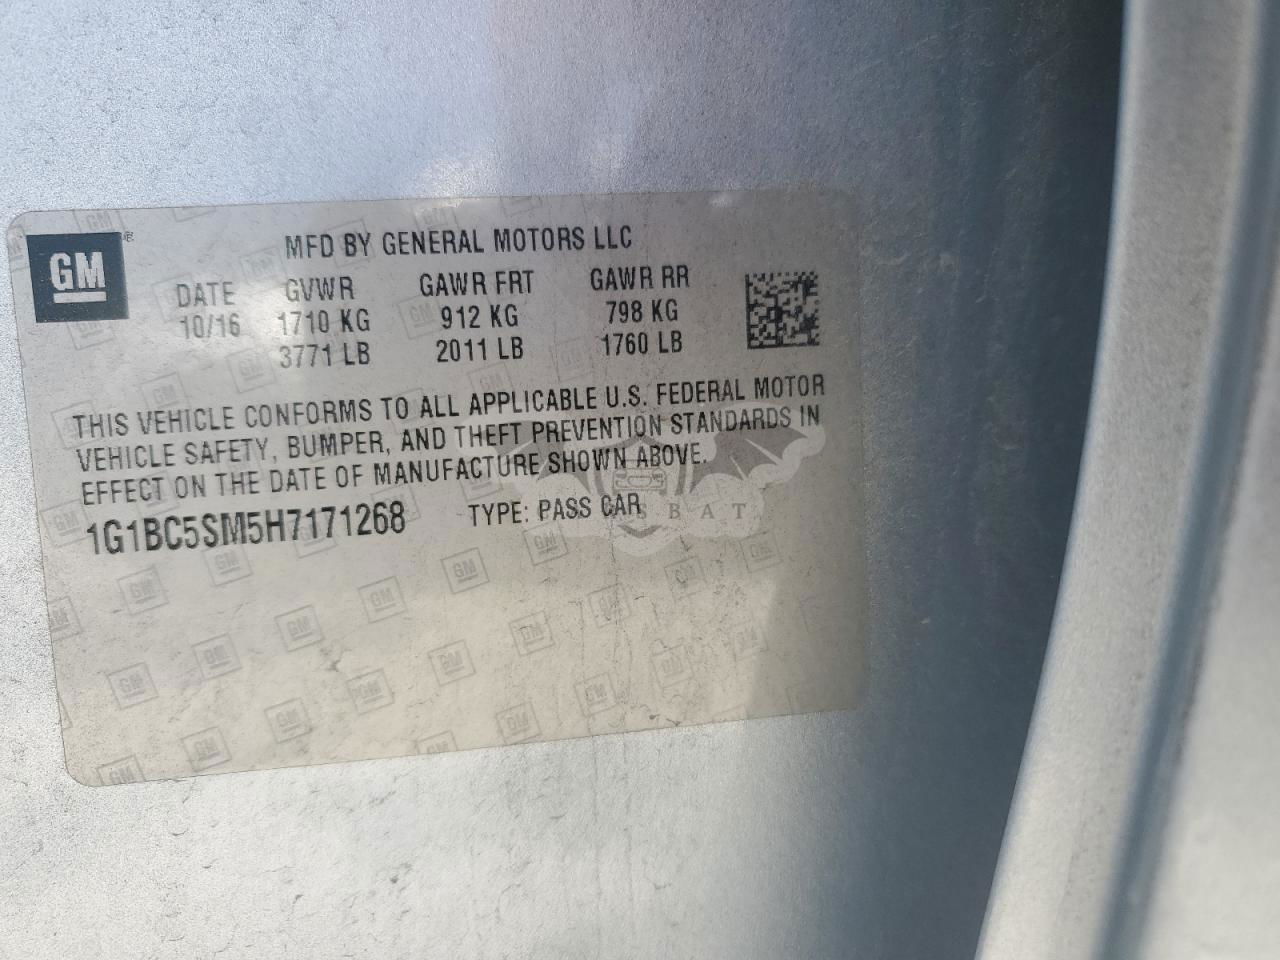 GM
MFD BY GENERAL MOTORS LLC
DATE GVWR GAWR FRT GAWR RR
10/16 1710 KG 912 KG 798 KG
3771 LB 2011 LB 1760 LB
THIS VEHICLE CONFORMS TO ALL APPLICABLE U.S. FEDERAL MOTOR
VEHICLE SAFETY, BUMPER, AND THEFT PREVENTION STANDARDS IN
EFFECT ON THE DATE OF MANUFACTURE SHOWN ABOVE.
1G1BC5SM5H7171268 TYPE: PASS CAR